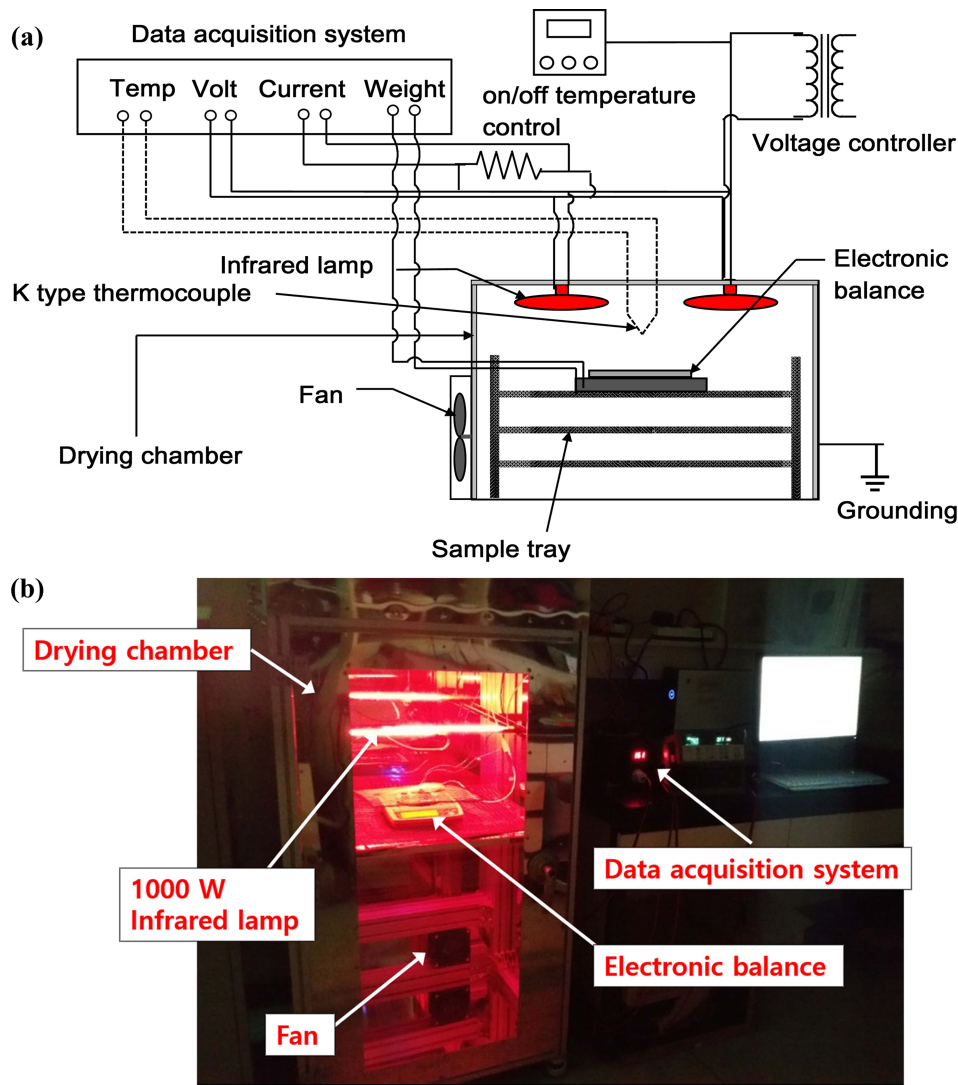 (a)
Data acquisition system
Temp Volt Current Weight
on/off temperature
control
Voltage controller
Infrared lamp
K type thermocouple
Electronic
balance
Fan
Drying chamber
Grounding
Sample tray
(b)
Drying chamber
1000 W
Infrared lamp
Data acquisition system
Electronic balance
Fan